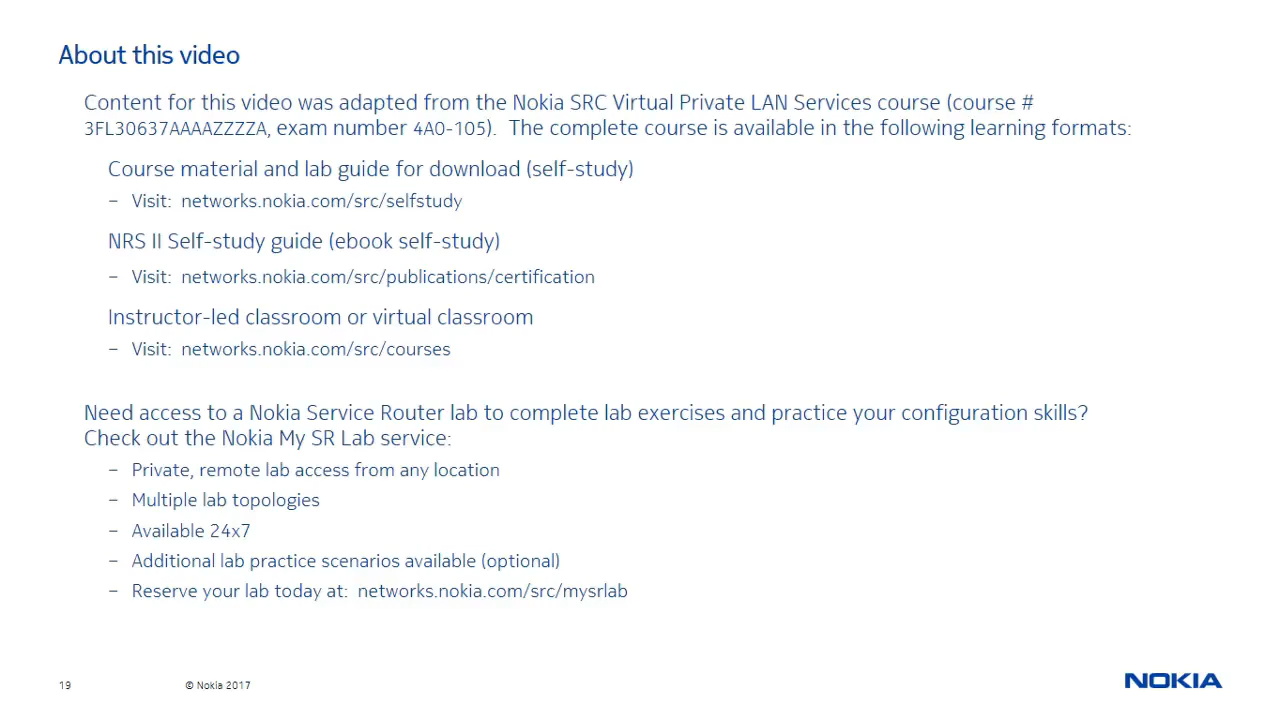 About this video
Content for this video was adapted from the Nokia SRC Virtual Private LAN Services course (course #
3FL30637AAAAZZZZA, exam number 4A0-105).  The complete course is available in the following learning formats:
Course material and lab guide for download (self-study)
– Visit:  networks.nokia.com/src/selfstudy
NRS II Self-study guide (ebook self-study)
– Visit:  networks.nokia.com/src/publications/certification
Instructor-led classroom or virtual classroom
– Visit:  networks.nokia.com/src/courses
Need access to a Nokia Service Router lab to complete lab exercises and practice your configuration skills?
Check out the Nokia My SR Lab service:
– Private, remote lab access from any location
– Multiple lab topologies
– Available 24x7
– Additional lab practice scenarios available (optional)
– Reserve your lab today at:  networks.nokia.com/src/mysrlab
19 © Nokia 2017
NOKIA